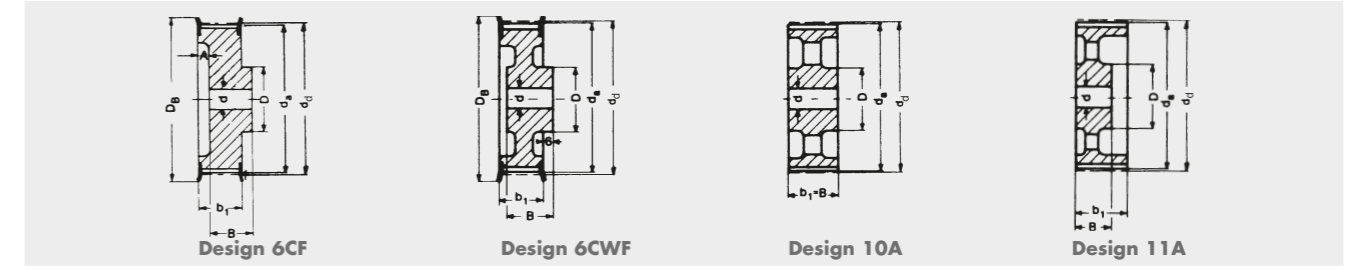 D_B A d D d_a d_d b_1 B
D_B d D d_a d_d 6 b_1 B
d D d_a d_d b_1=B
d D d_a d_d b_1 B
Design 6CF Design 6CWF Design 10A Design 11A